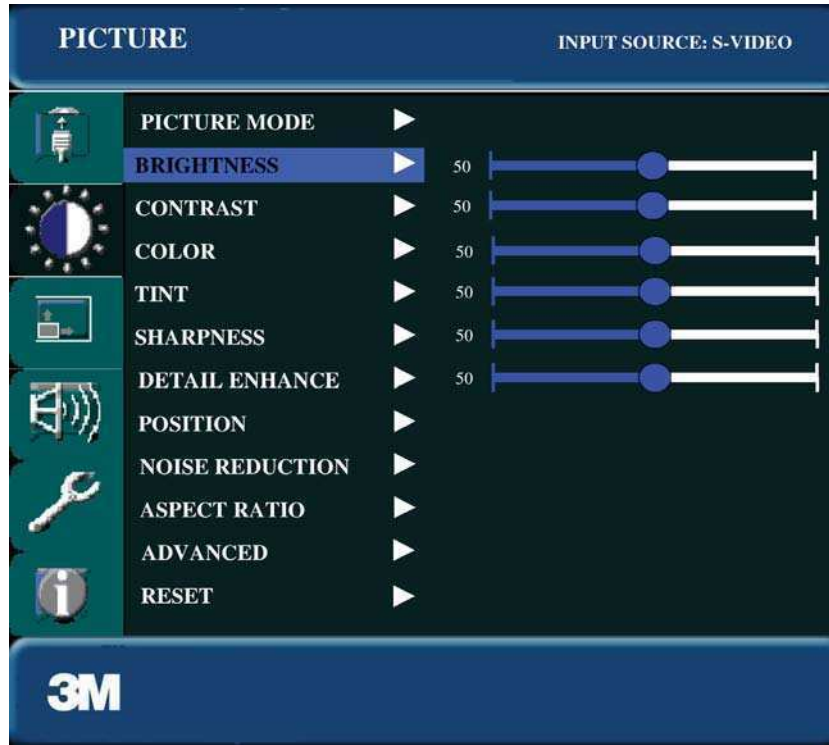 PICTURE
INPUT SOURCE: S-VIDEO
PICTURE MODE
BRIGHTNESS 50
CONTRAST 50
COLOR 50
TINT 50
SHARPNESS 50
DETAIL ENHANCE 50
POSITION
NOISE REDUCTION
ASPECT RATIO
ADVANCED
RESET
i
3M